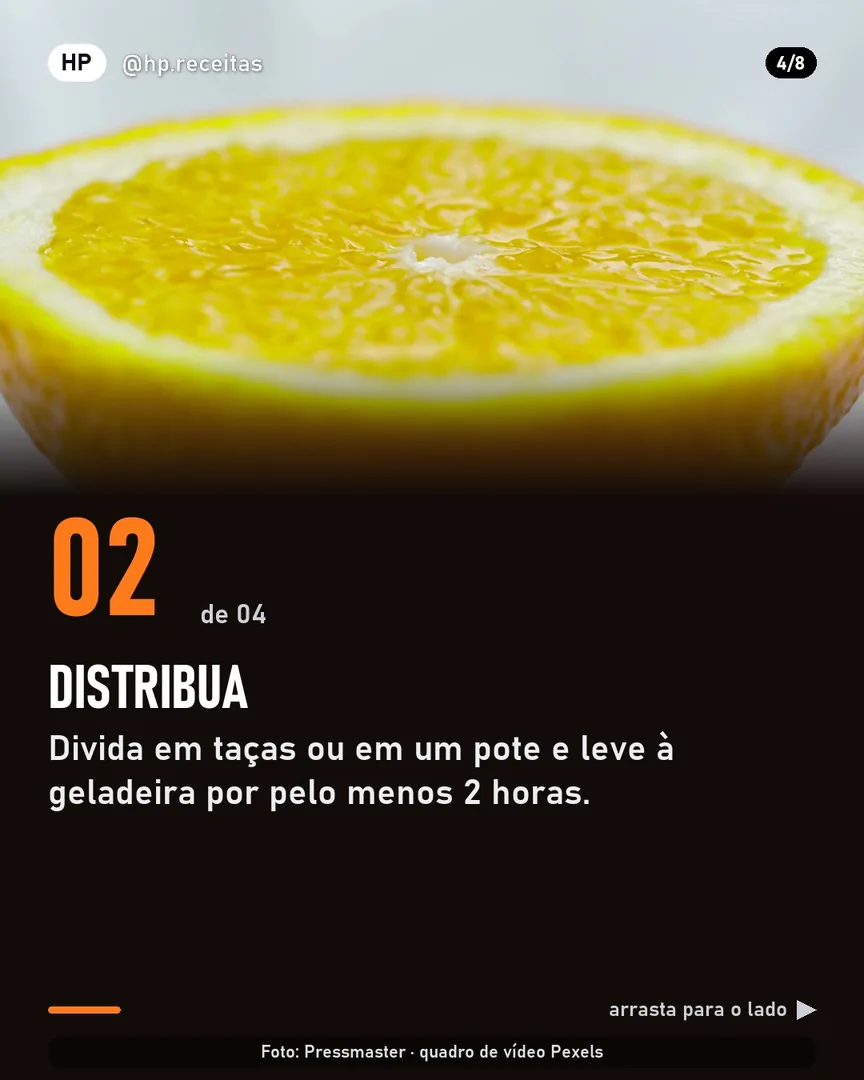 HP @hp.receitas 4/8
02 de 04
DISTRIBUA
Divida em taças ou em um pote e leve à
geladeira por pelo menos 2 horas.
arrasta para o lado ▶
Foto: Pressmaster · quadro de vídeo Pexels